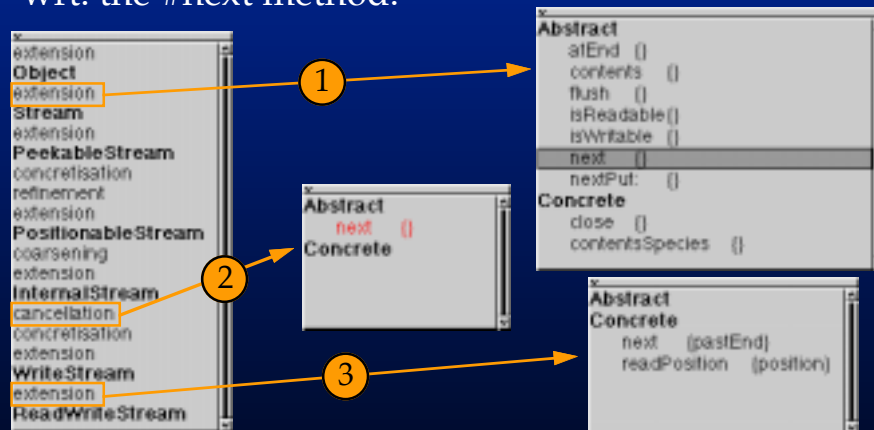 wrt. the #next method.
extension
Object
extension
Stream
extension
PeekableStream
concretisation
refinement
extension
PositionableStream
coarsening
extension
InternalStream
cancellation
concretisation
extension
WriteStream
extension
ReadWriteStream
1
2
3
Abstract
next {}
Concrete
Abstract
atEnd {}
contents {}
flush {}
isReadable {}
isWritable {}
next {}
nextPut: {}
Concrete
close {}
contentsSpecies {}
Abstract
Concrete
next {pastEnd}
readPosition {position}